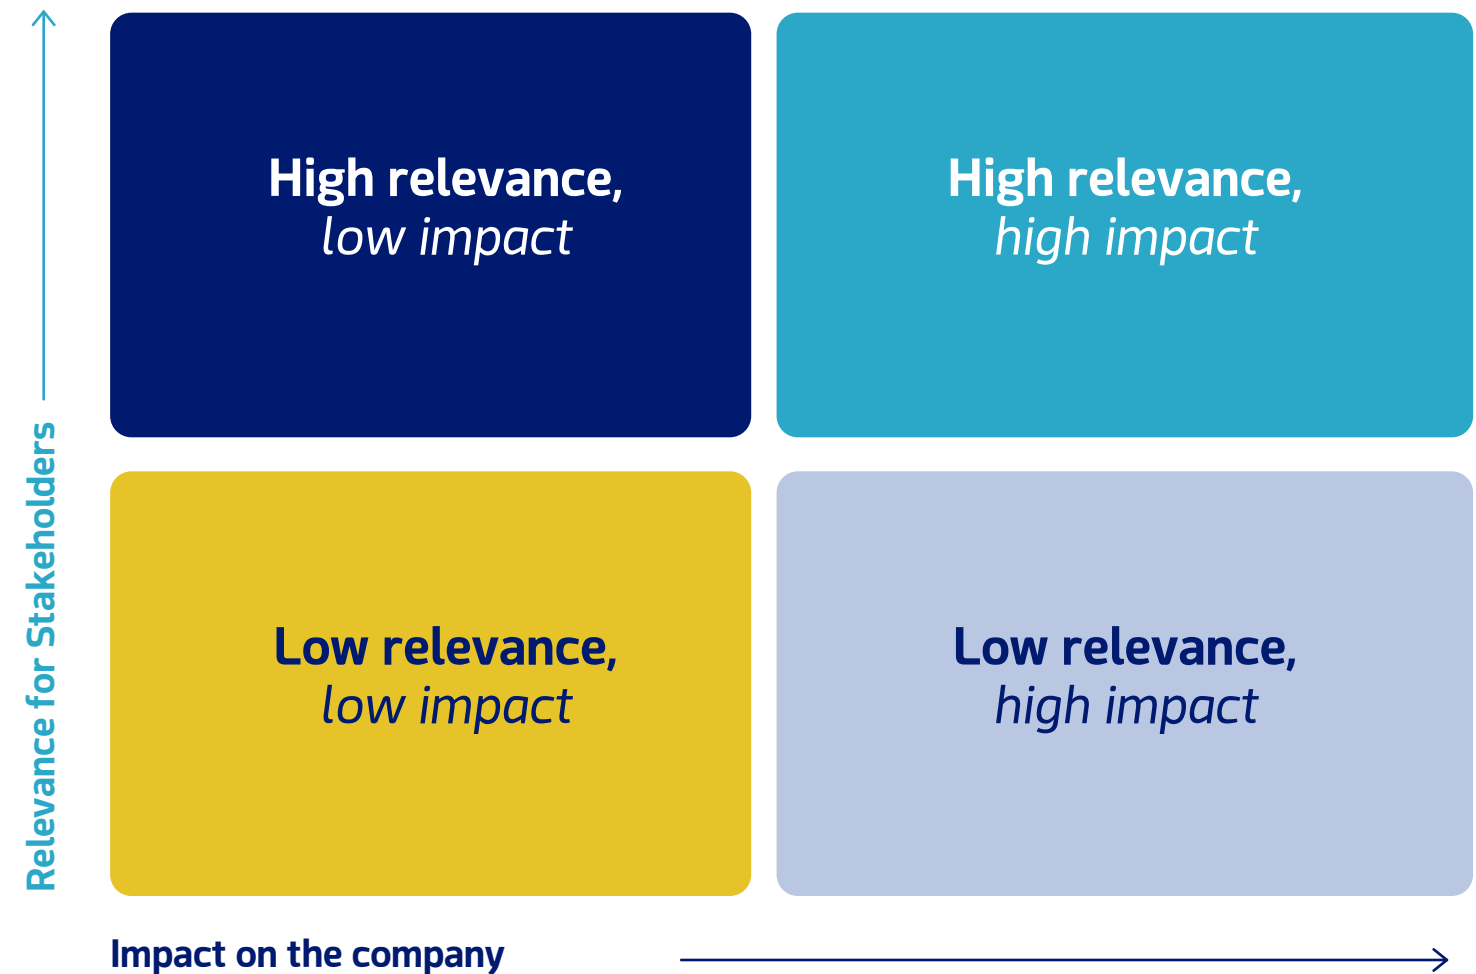 Relevance for Stakeholders
High relevance,
low impact
High relevance,
high impact
Low relevance,
low impact
Low relevance,
high impact
Impact on the company